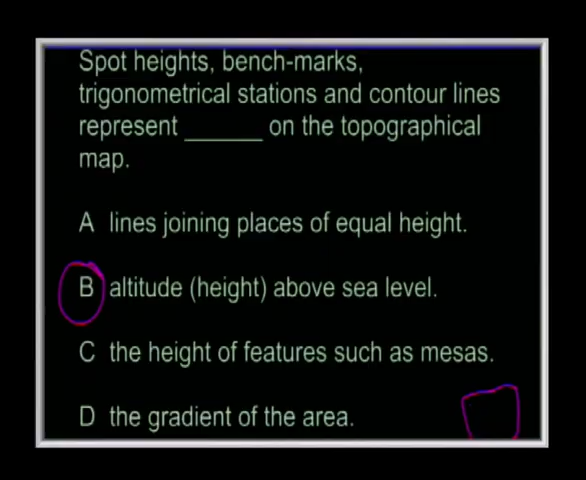 Spot heights, bench-marks,
trigonometrical stations and contour lines
represent ______ on the topographical
map.
A lines joining places of equal height.
B altitude (height) above sea level.
C the height of features such as mesas.
D the gradient of the area.